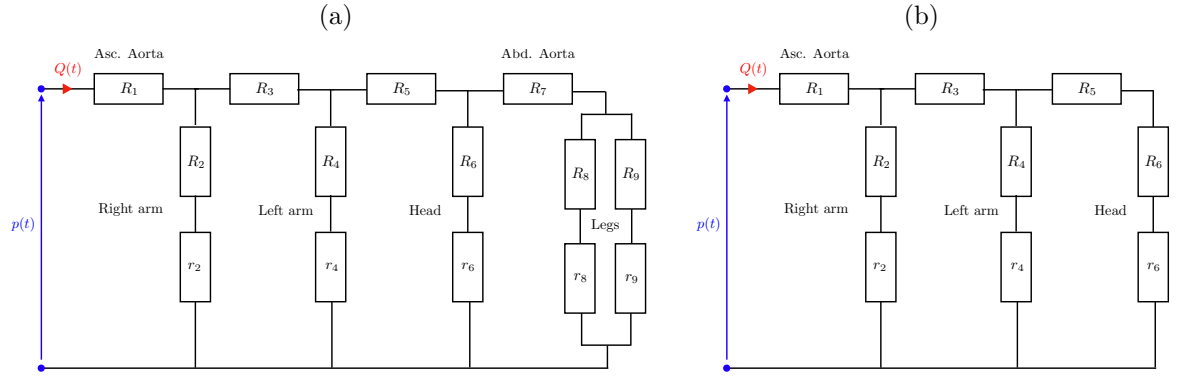 (a)
Asc. Aorta
Abd. Aorta
Q(t)
R₁
R₃
R₅
R₇
R₂
R₄
R₆
R₈
R₉
Right arm
Left arm
Head
Legs
p(t)
r₂
r₄
r₆
r₈
r₉
(b)
Asc. Aorta
Q(t)
R₁
R₃
R₅
R₂
R₄
R₆
Right arm
Left arm
Head
p(t)
r₂
r₄
r₆